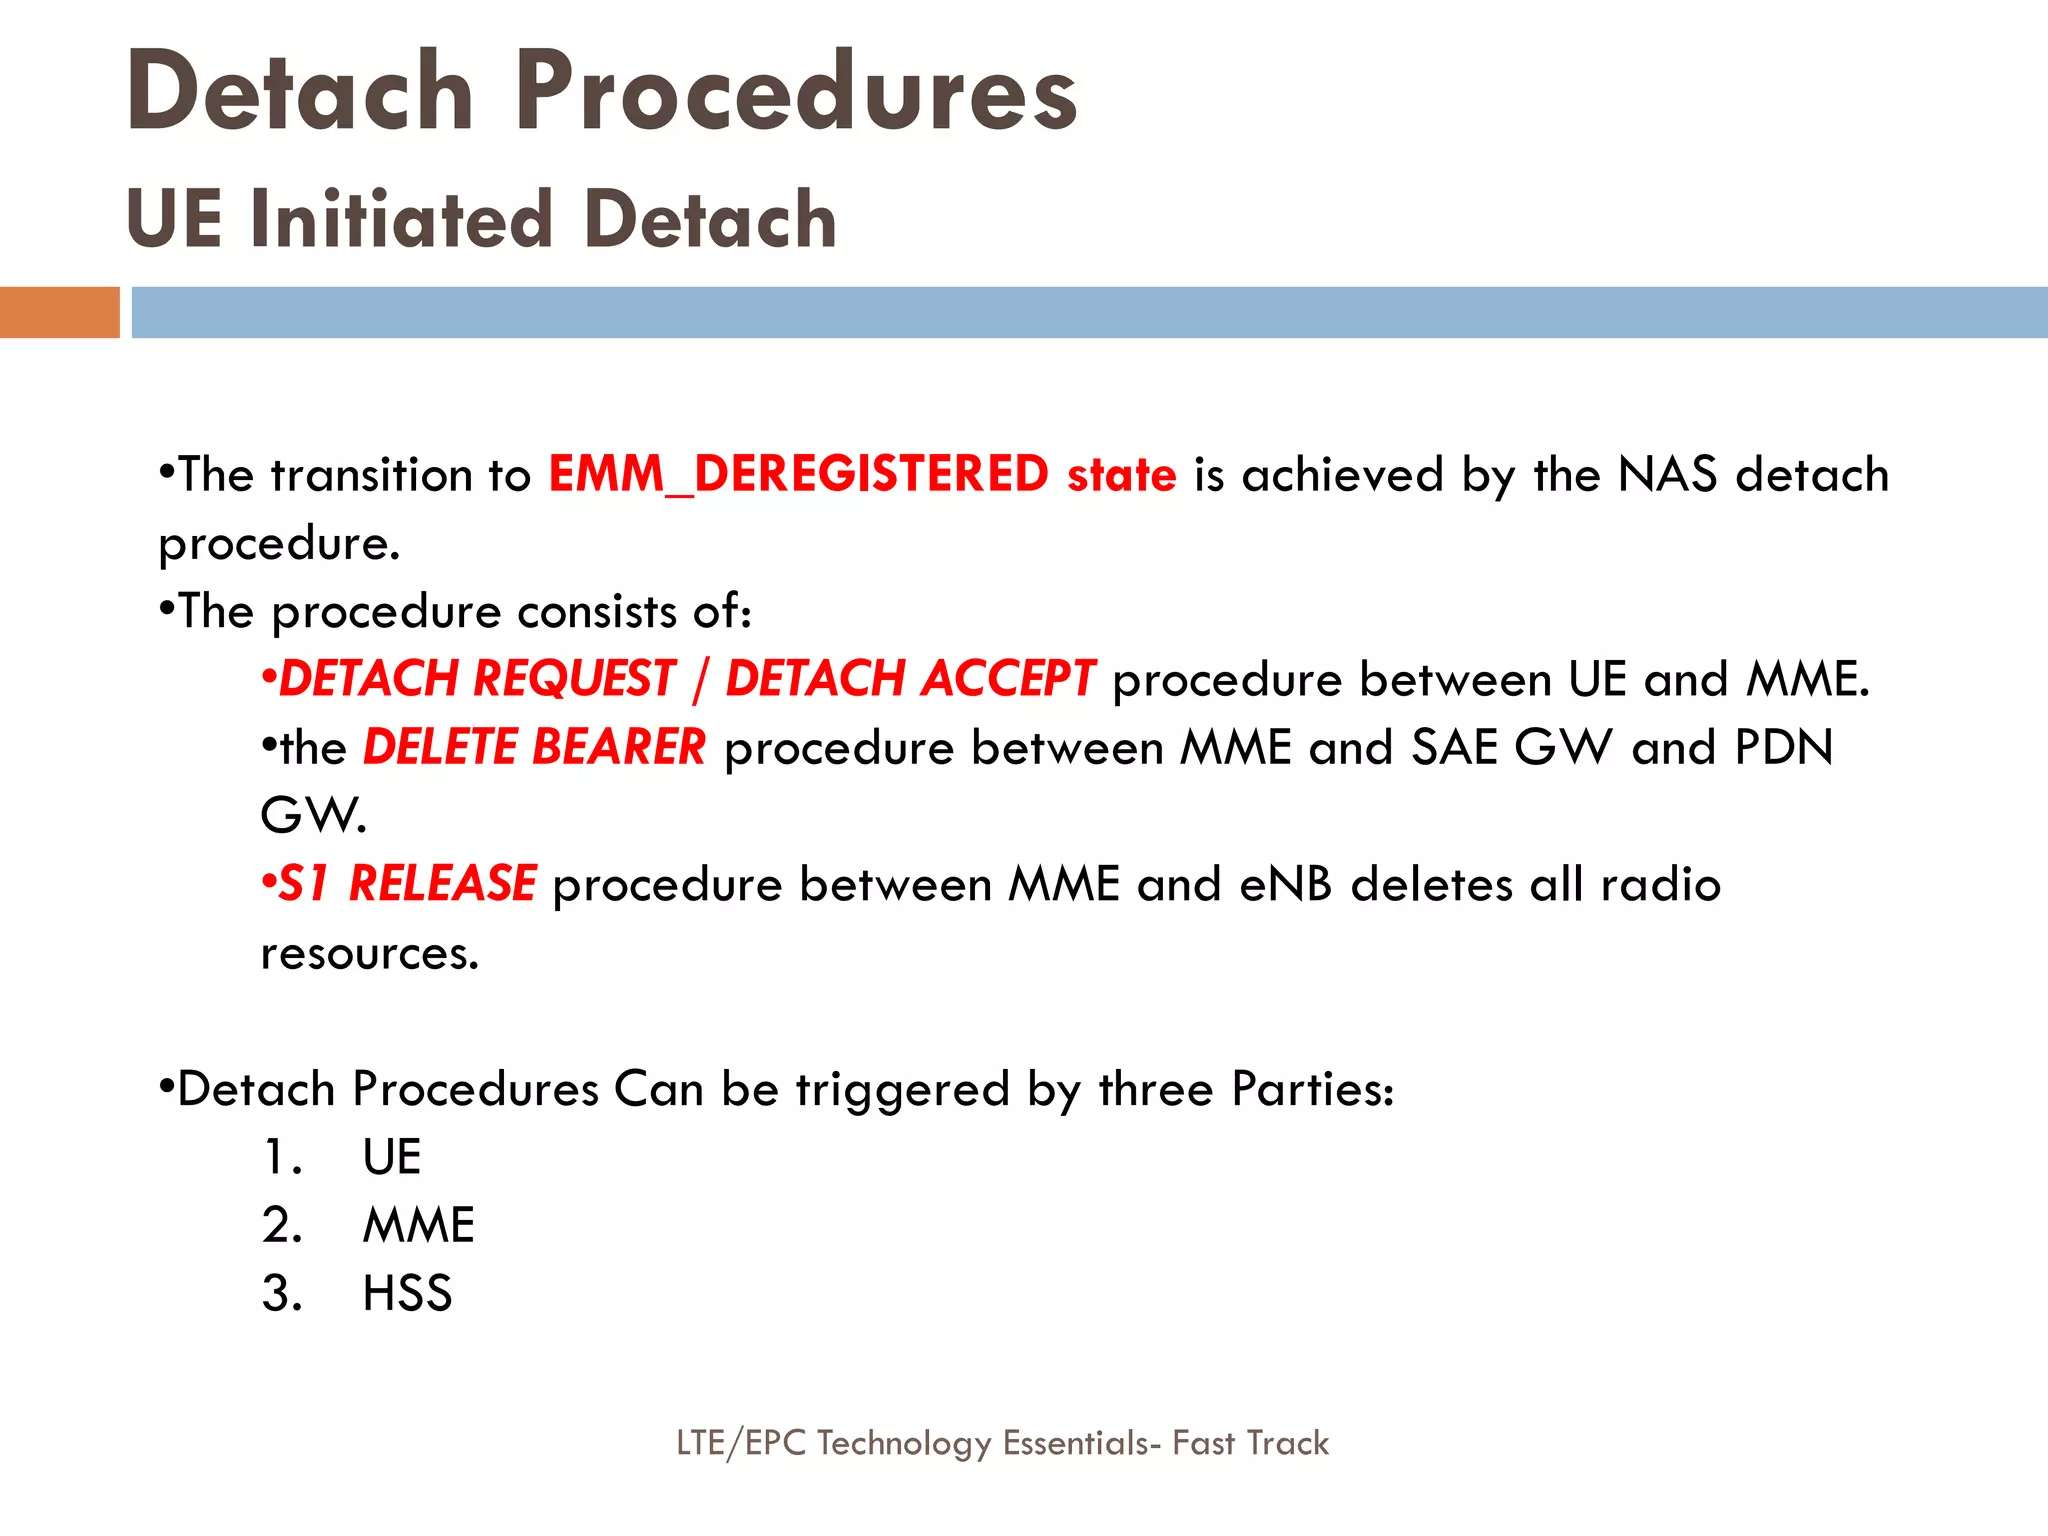 Detach Procedures
UE Initiated Detach
•The transition to EMM_DEREGISTERED state is achieved by the NAS detach
procedure.
•The procedure consists of:
•DETACH REQUEST / DETACH ACCEPT procedure between UE and MME.
•the DELETE BEARER procedure between MME and SAE GW and PDN
GW.
•S1 RELEASE procedure between MME and eNB deletes all radio
resources.
•Detach Procedures Can be triggered by three Parties:
1. UE
2. MME
3. HSS
LTE/EPC Technology Essentials- Fast Track